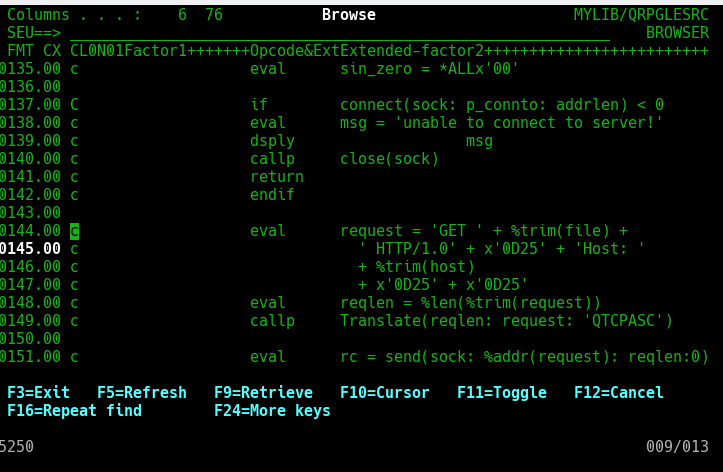 Columns . . . :    6  76           Browse                      MYLIB/QRPGLESRC
SEU==> ____________________________________________________________    BROWSER
FMT CX CL0N01Factor1+++++++Opcode&ExtExtended-factor2+++++++++++++++++++++++++
0135.00 c                   eval      sin_zero = *ALLx'00'
0136.00
0137.00 C                   if        connect(sock: p_connto: addrlen) < 0
0138.00 c                   eval      msg = 'unable to connect to server!'
0139.00 c                   dsply                   msg
0140.00 c                   callp     close(sock)
0141.00 c                   return
0142.00 c                   endif
0143.00
0144.00 c                   eval      request = 'GET ' + %trim(file) +
0145.00 c                               ' HTTP/1.0' + x'0D25' + 'Host: '
0146.00 c                               + %trim(host)
0147.00 c                               + x'0D25' + x'0D25'
0148.00 c                   eval      reqlen = %len(%trim(request))
0149.00 c                   callp     Translate(reqlen: request: 'QTCPASC')
0150.00
0151.00 c                   eval      rc = send(sock: %addr(request): reqlen:0)
F3=Exit   F5=Refresh   F9=Retrieve   F10=Cursor   F11=Toggle   F12=Cancel
F16=Repeat find        F24=More keys
5250                                                                    009/013